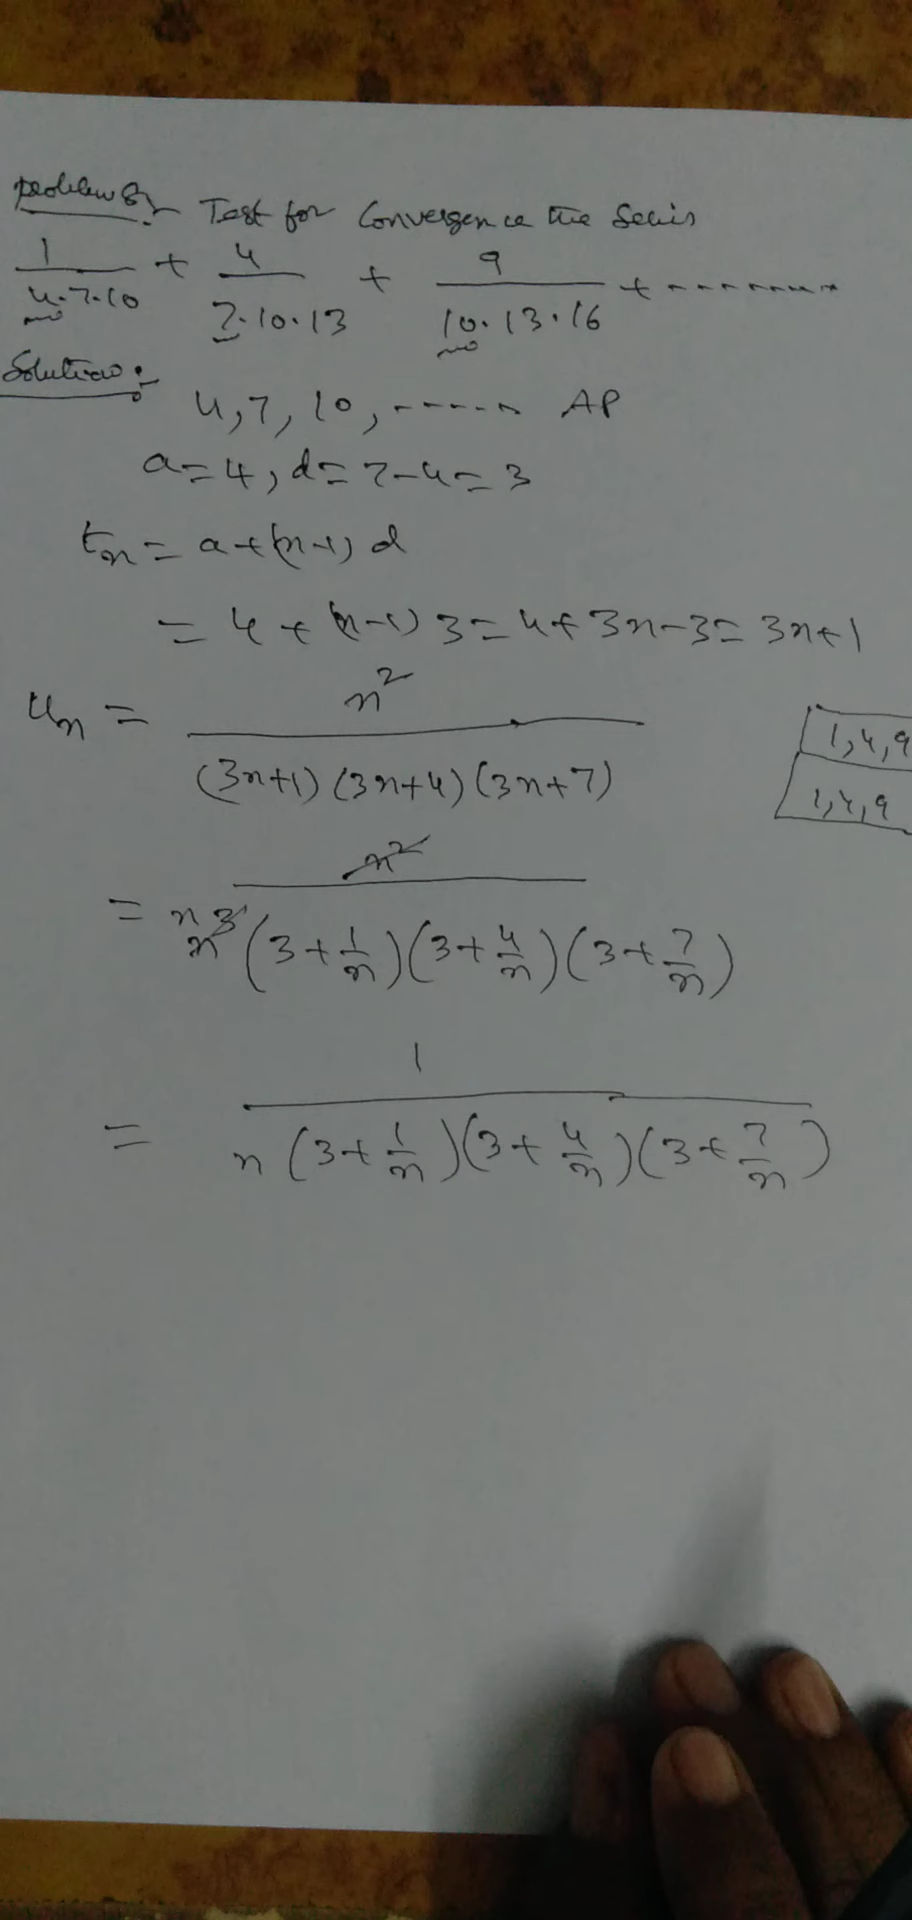 problem 8:
Test for Convergence the Series
1/(4.7.10) + 4/(7.10.13) + 9/(10.13.16) + --------
Solution:
4, 7, 10, ------ AP
a = 4, d = 7-4 = 3
tn = a + (n-1) d
= 4 + (n-1) 3 = 4 + 3n - 3 = 3n+1
un = n²/((3n+1)(3n+4)(3n+7))
1, 4, 9
1, 4, 9
= n²/(n³(3+1/n)(3+4/n)(3+7/n))
= 1/(n(3+1/n)(3+4/n)(3+7/n))